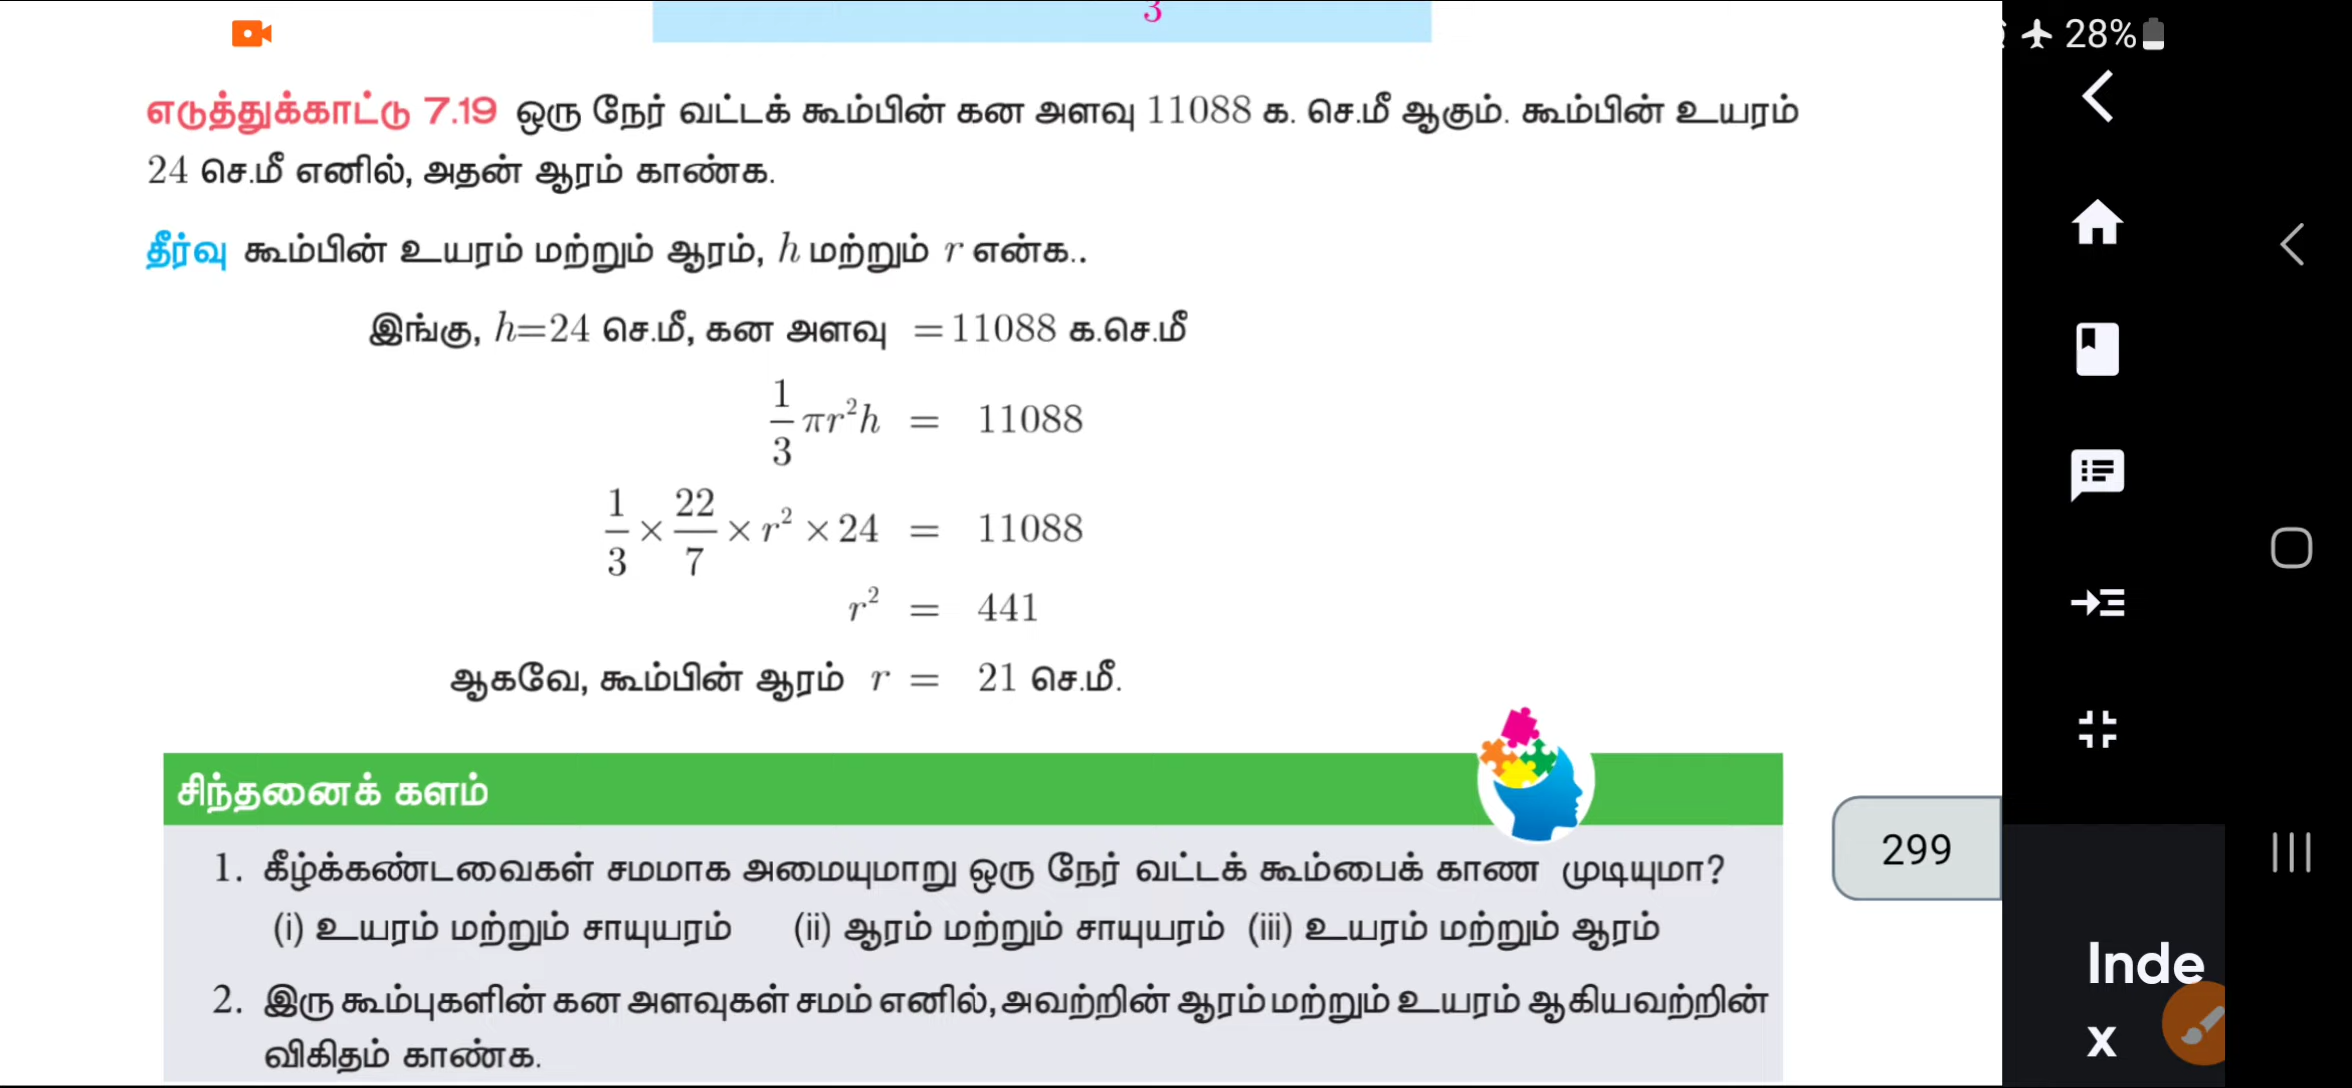 3
28%
எடுத்துக்காட்டு 7.19 ஒரு நேர் வட்டக் கூம்பின் கன அளவு 11088 க. செ.மீ ஆகும். கூம்பின் உயரம்
24 செ.மீ எனில், அதன் ஆரம் காண்க.
தீர்வு கூம்பின் உயரம் மற்றும் ஆரம், h மற்றும் r என்க..
இங்கு, h=24 செ.மீ, கன அளவு =11088 க.செ.மீ
1/3 πr²h = 11088
1/3 × 22/7 × r² × 24 = 11088
r² = 441
ஆகவே, கூம்பின் ஆரம் r = 21 செ.மீ.
சிந்தனைக் களம்
1. கீழ்க்கண்டவைகள் சமமாக அமையுமாறு ஒரு நேர் வட்டக் கூம்பைக் காண முடியுமா?
(i) உயரம் மற்றும் சாயுயரம் (ii) ஆரம் மற்றும் சாயுயரம் (iii) உயரம் மற்றும் ஆரம்
2. இரு கூம்புகளின் கன அளவுகள் சமம் எனில், அவற்றின் ஆரம் மற்றும் உயரம் ஆகியவற்றின்
விகிதம் காண்க.
299
Inde
x